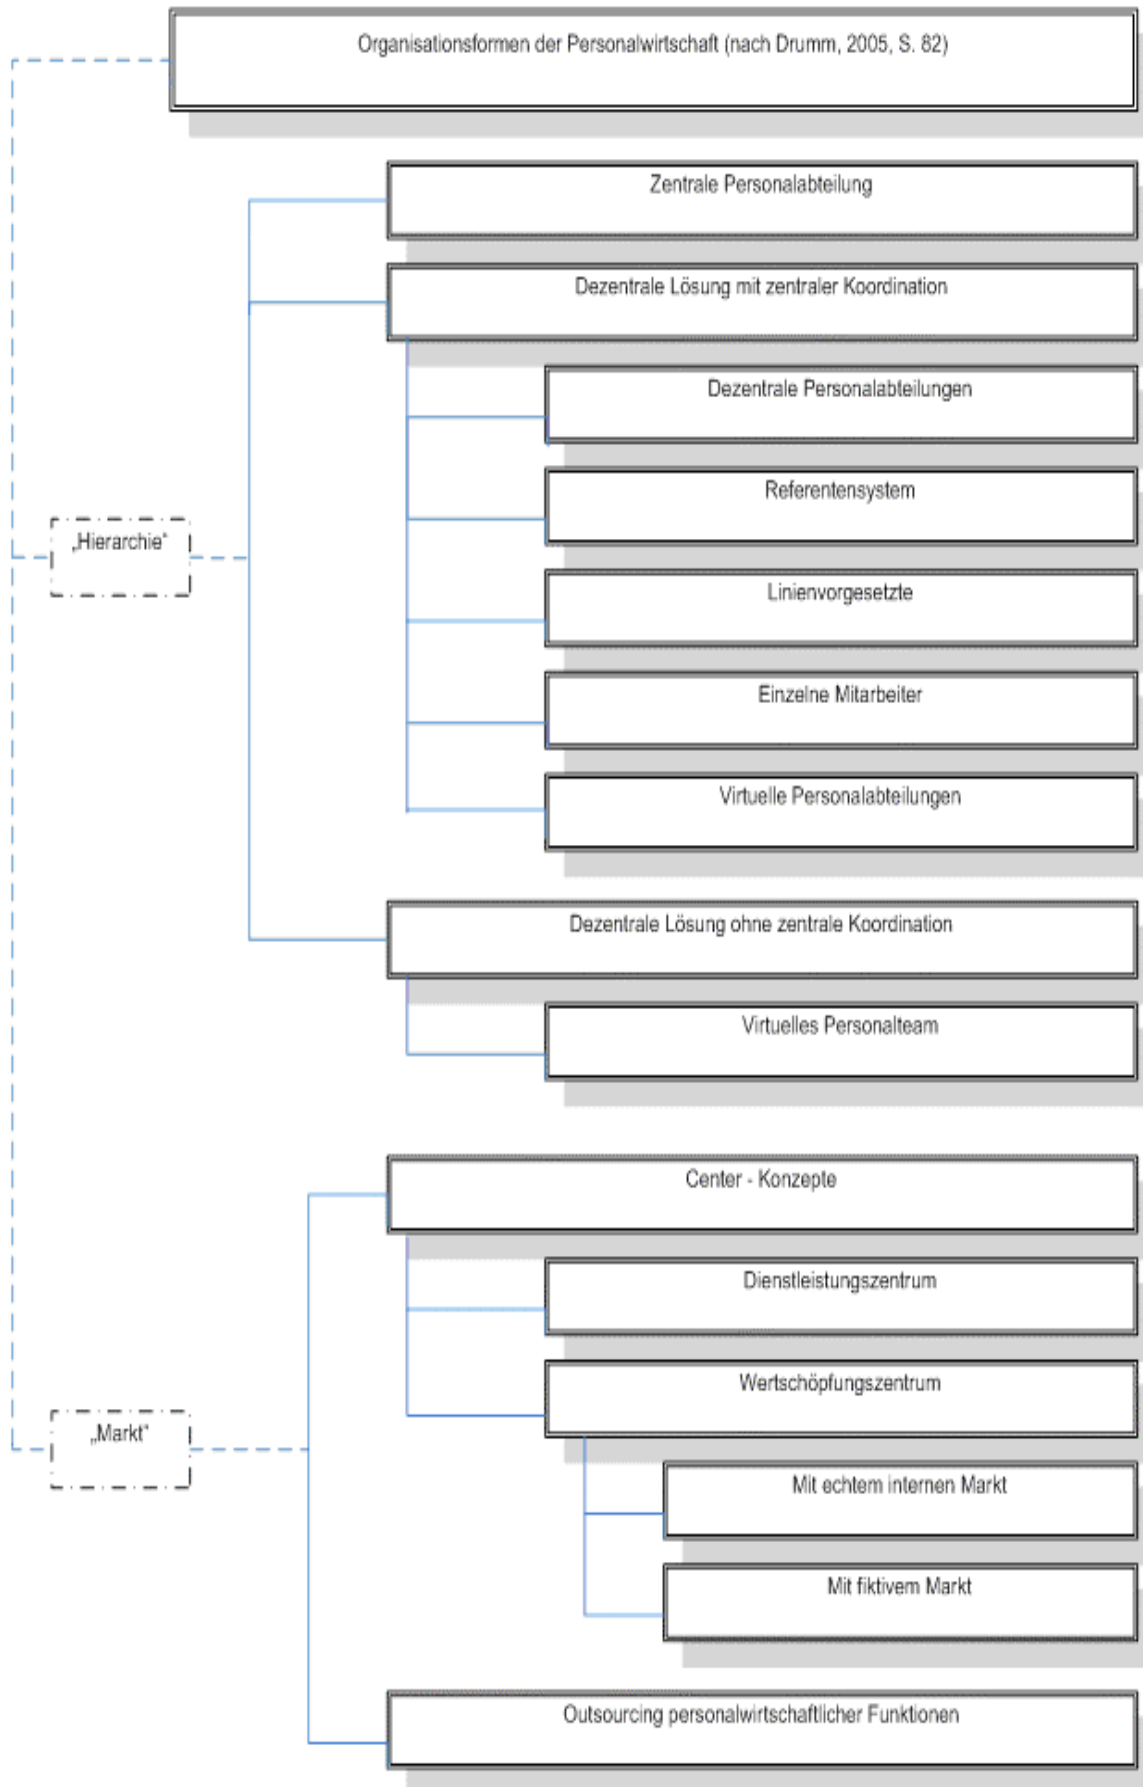 Organisationsformen der Personalwirtschaft (nach Drumm, 2005, S. 82)
Zentrale Personalabteilung
Dezentrale Lösung mit zentraler Koordination
Dezentrale Personalabteilungen
Referentensystem
„Hierarchie“
Linienvorgesetzte
Einzelne Mitarbeiter
Virtuelle Personalabteilungen
Dezentrale Lösung ohne zentrale Koordination
Virtuelles Personalteam
Center - Konzepte
Dienstleistungszentrum
Wertschöpfungszentrum
„Markt“
Mit echtem internen Markt
Mit fiktivem Markt
Outsourcing personalwirtschaftlicher Funktionen